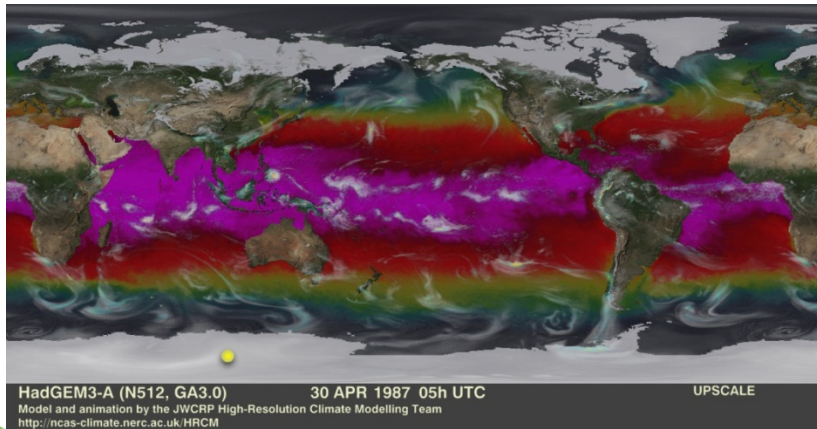 HadGEM3-A (N512, GA3.0) 30 APR 1987 05h UTC UPSCALE
Model and animation by the JWCRP High-Resolution Climate Modelling Team
http://ncas-climate.nerc.ac.uk/HRCM